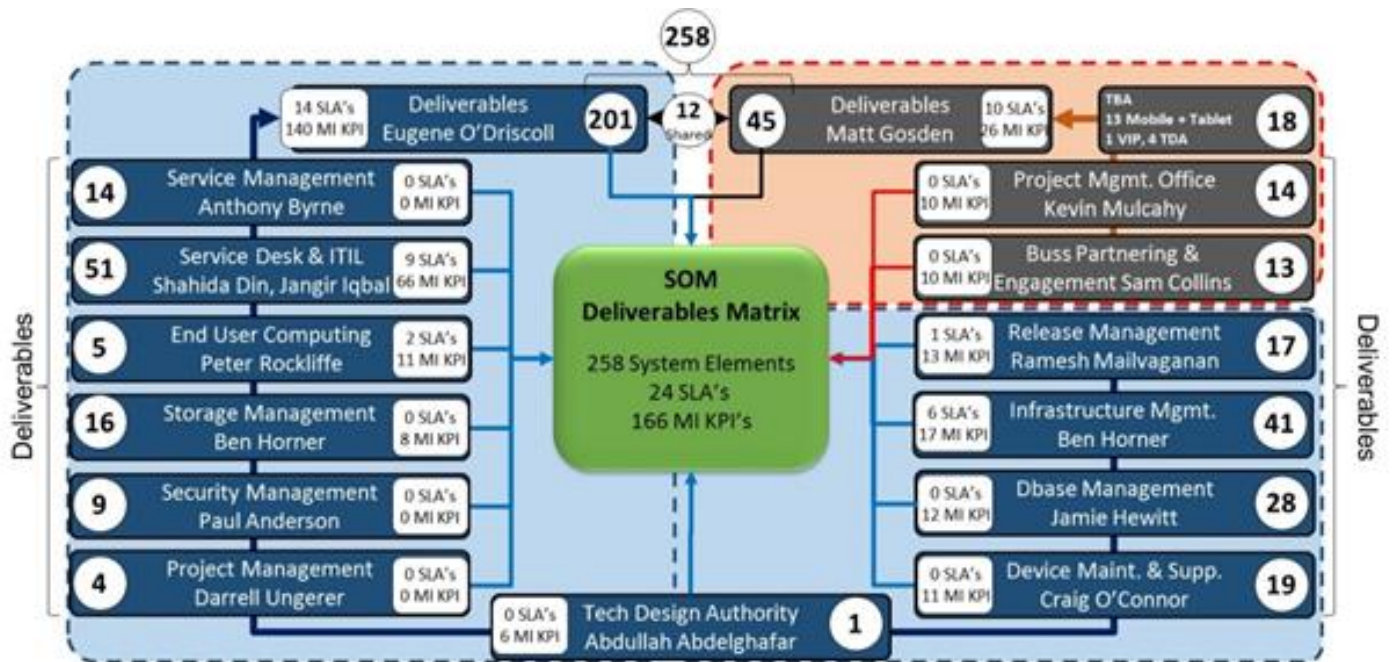 258
14 SLA's
140 MI KPI
Deliverables
Eugene O'Driscoll
201
12
Shared
45
Deliverables
Matt Gosden
10 SLA's
26 MI KPI
TBA
13 Mobile + Tablet
1 VIP, 4 TDA
18
Deliverables
14
Service Management
Anthony Byrne
0 SLA's
0 MI KPI
51
Service Desk & ITIL
Shahida Din, Jangir Iqbal
9 SLA's
66 MI KPI
5
End User Computing
Peter Rockliffe
2 SLA's
11 MI KPI
16
Storage Management
Ben Horner
0 SLA's
8 MI KPI
9
Security Management
Paul Anderson
0 SLA's
0 MI KPI
4
Project Management
Darrell Ungerer
0 SLA's
0 MI KPI
SOM
Deliverables Matrix
258 System Elements
24 SLA's
166 MI KPI's
0 SLA's
6 MI KPI
Tech Design Authority
Abdullah Abdelghafar
1
0 SLA's
10 MI KPI
Project Mgmt. Office
Kevin Mulcahy
14
0 SLA's
10 MI KPI
Buss Partnering &
Engagement Sam Collins
13
1 SLA's
13 MI KPI
Release Management
Ramesh Mailvaganan
17
6 SLA's
17 MI KPI
Infrastructure Mgmt.
Ben Horner
41
0 SLA's
12 MI KPI
Dbase Management
Jamie Hewitt
28
0 SLA's
11 MI KPI
Device Maint. & Supp.
Craig O'Connor
19
Deliverables